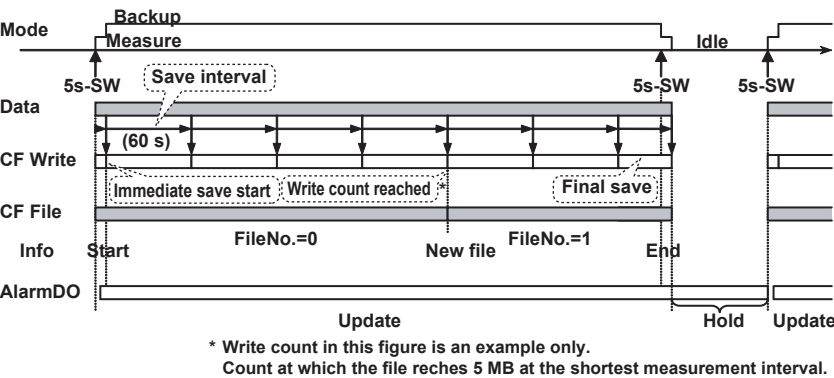 Backup
Mode
Measure
Idle
5s-SW
5s-SW
5s-SW
Save interval
Data
(60 s)
CF Write
Immediate save start
Write count reached
*
Final save
CF File
FileNo.=0
FileNo.=1
Info
Start
New file
End
AlarmDO
Update
Hold
Update
* Write count in this figure is an example only.
Count at which the file reches 5 MB at the shortest measurement interval.